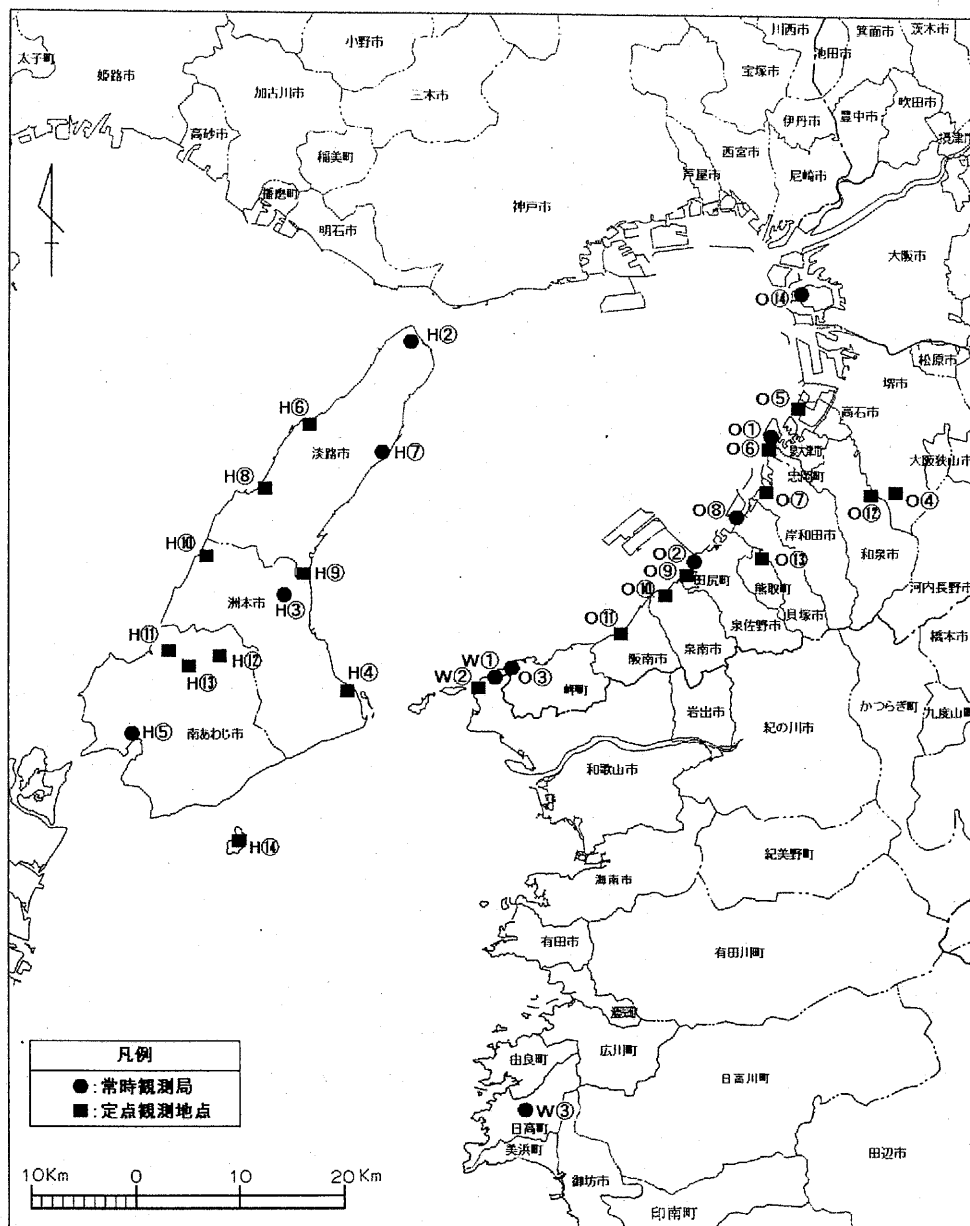 川西市
箕面市
茨木市
太子町
小野市
池田市
姫路市
宝塚市
加古川市
三木市
吹田市
伊丹市
豊中市
高砂市
西宮市
稲美町
芦屋市
尼崎市
播磨町
神戸市
明石市
大阪市
O⑭
H②
松原市
堺市
H⑥
O⑤
高石市
O①
淡路市
H⑦
O⑥
大阪狭山市
忠岡町
H⑧
O⑦
O⑫
O④
O⑧
岸和田市
H⑩
和泉市
O②
O⑬
H⑨
O⑨
田尻町
熊取町
河内長野市
洲本市
H③
O⑩
貝塚市
泉佐野市
H⑪
O⑪
橋本市
H⑫
阪南市
泉南市
H⑬
W①
O③
H④
W②
岬町
かつらぎ町
九度山町
岩出市
紀の川市
H⑤
南あわじ市
和歌山市
H⑭
紀美野町
海南市
有田市
有田川町
凡例
由良町
広川町
●:常時観測局
日高川町
■:定点観測地点
W③
日高町
美浜町
田辺市
10Km 0 10 20 Km
御坊市
印南町